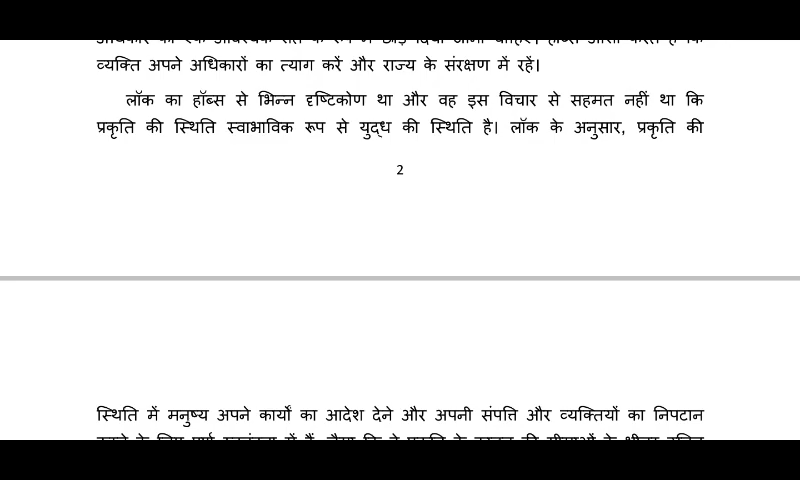 व्यक्ति अपने अधिकारों का त्याग करें और राज्य के संरक्षण में रहें।
लॉक का हॉब्स से भिन्न दृष्टिकोण था और वह इस विचार से सहमत नहीं था कि
प्रकृति की स्थिति स्वाभाविक रूप से युद्ध की स्थिति है। लॉक के अनुसार, प्रकृति की
2
स्थिति में मनुष्य अपने कार्यों का आदेश देने और अपनी संपत्ति और व्यक्तियों का निपटान